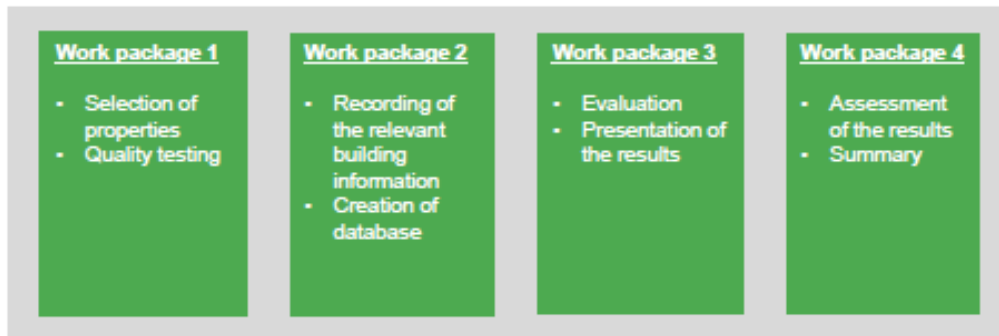 Work package 1
- Selection of
properties
- Quality testing
Work package 2
- Recording of
the relevant
building
information
- Creation of
database
Work package 3
- Evaluation
- Presentation of
the results
Work package 4
- Assessment
of the results
- Summary